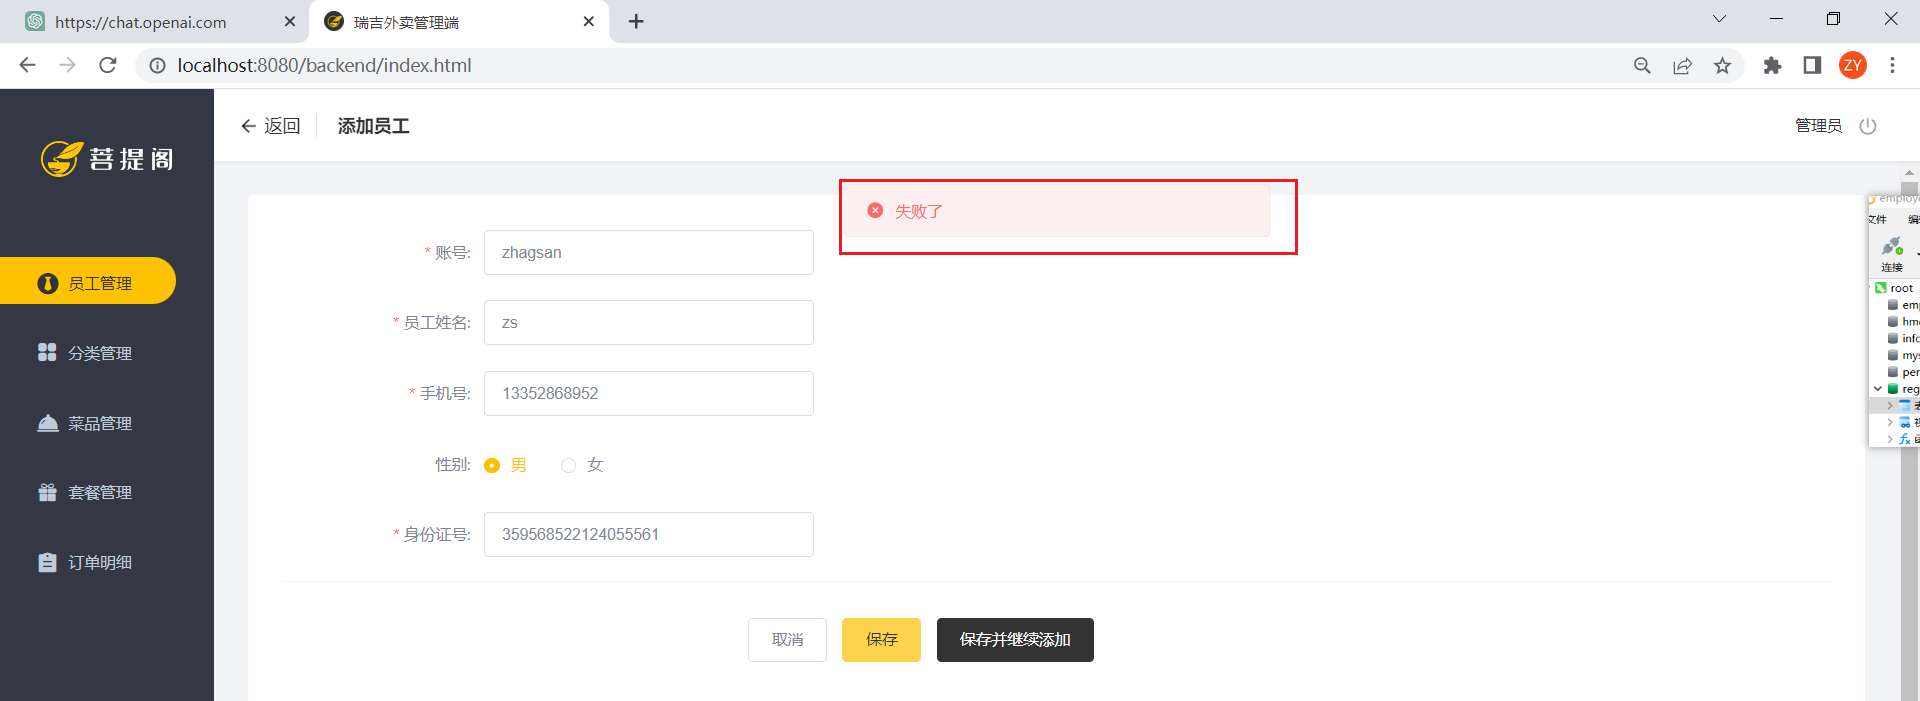 https://chat.openai.com
瑞吉外卖管理端
localhost:8080/backend/index.html
ZY
菩提阁
返回
添加员工
管理员
失败了
* 账号:
zhagsan
* 员工姓名:
zs
* 手机号:
13352868952
性别:
男
女
* 身份证号:
359568522124055561
取消
保存
保存并继续添加
员工管理
分类管理
菜品管理
套餐管理
订单明细
employe
文件
连接
root
emp
hm
info
mys
per
reg